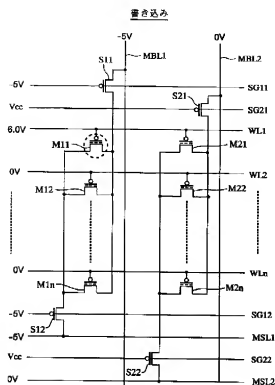 書き込み
-5V 0V
S11 MBL1 MBL2
-5V S21 SG11
Vcc SG21
6.0V WL1
M11 M21
0V WL2
M12 M22
0V WLn
M1n M2n
-5V SG12
S12
-5V MSL1
Vcc SG22
S22
0V MSL2